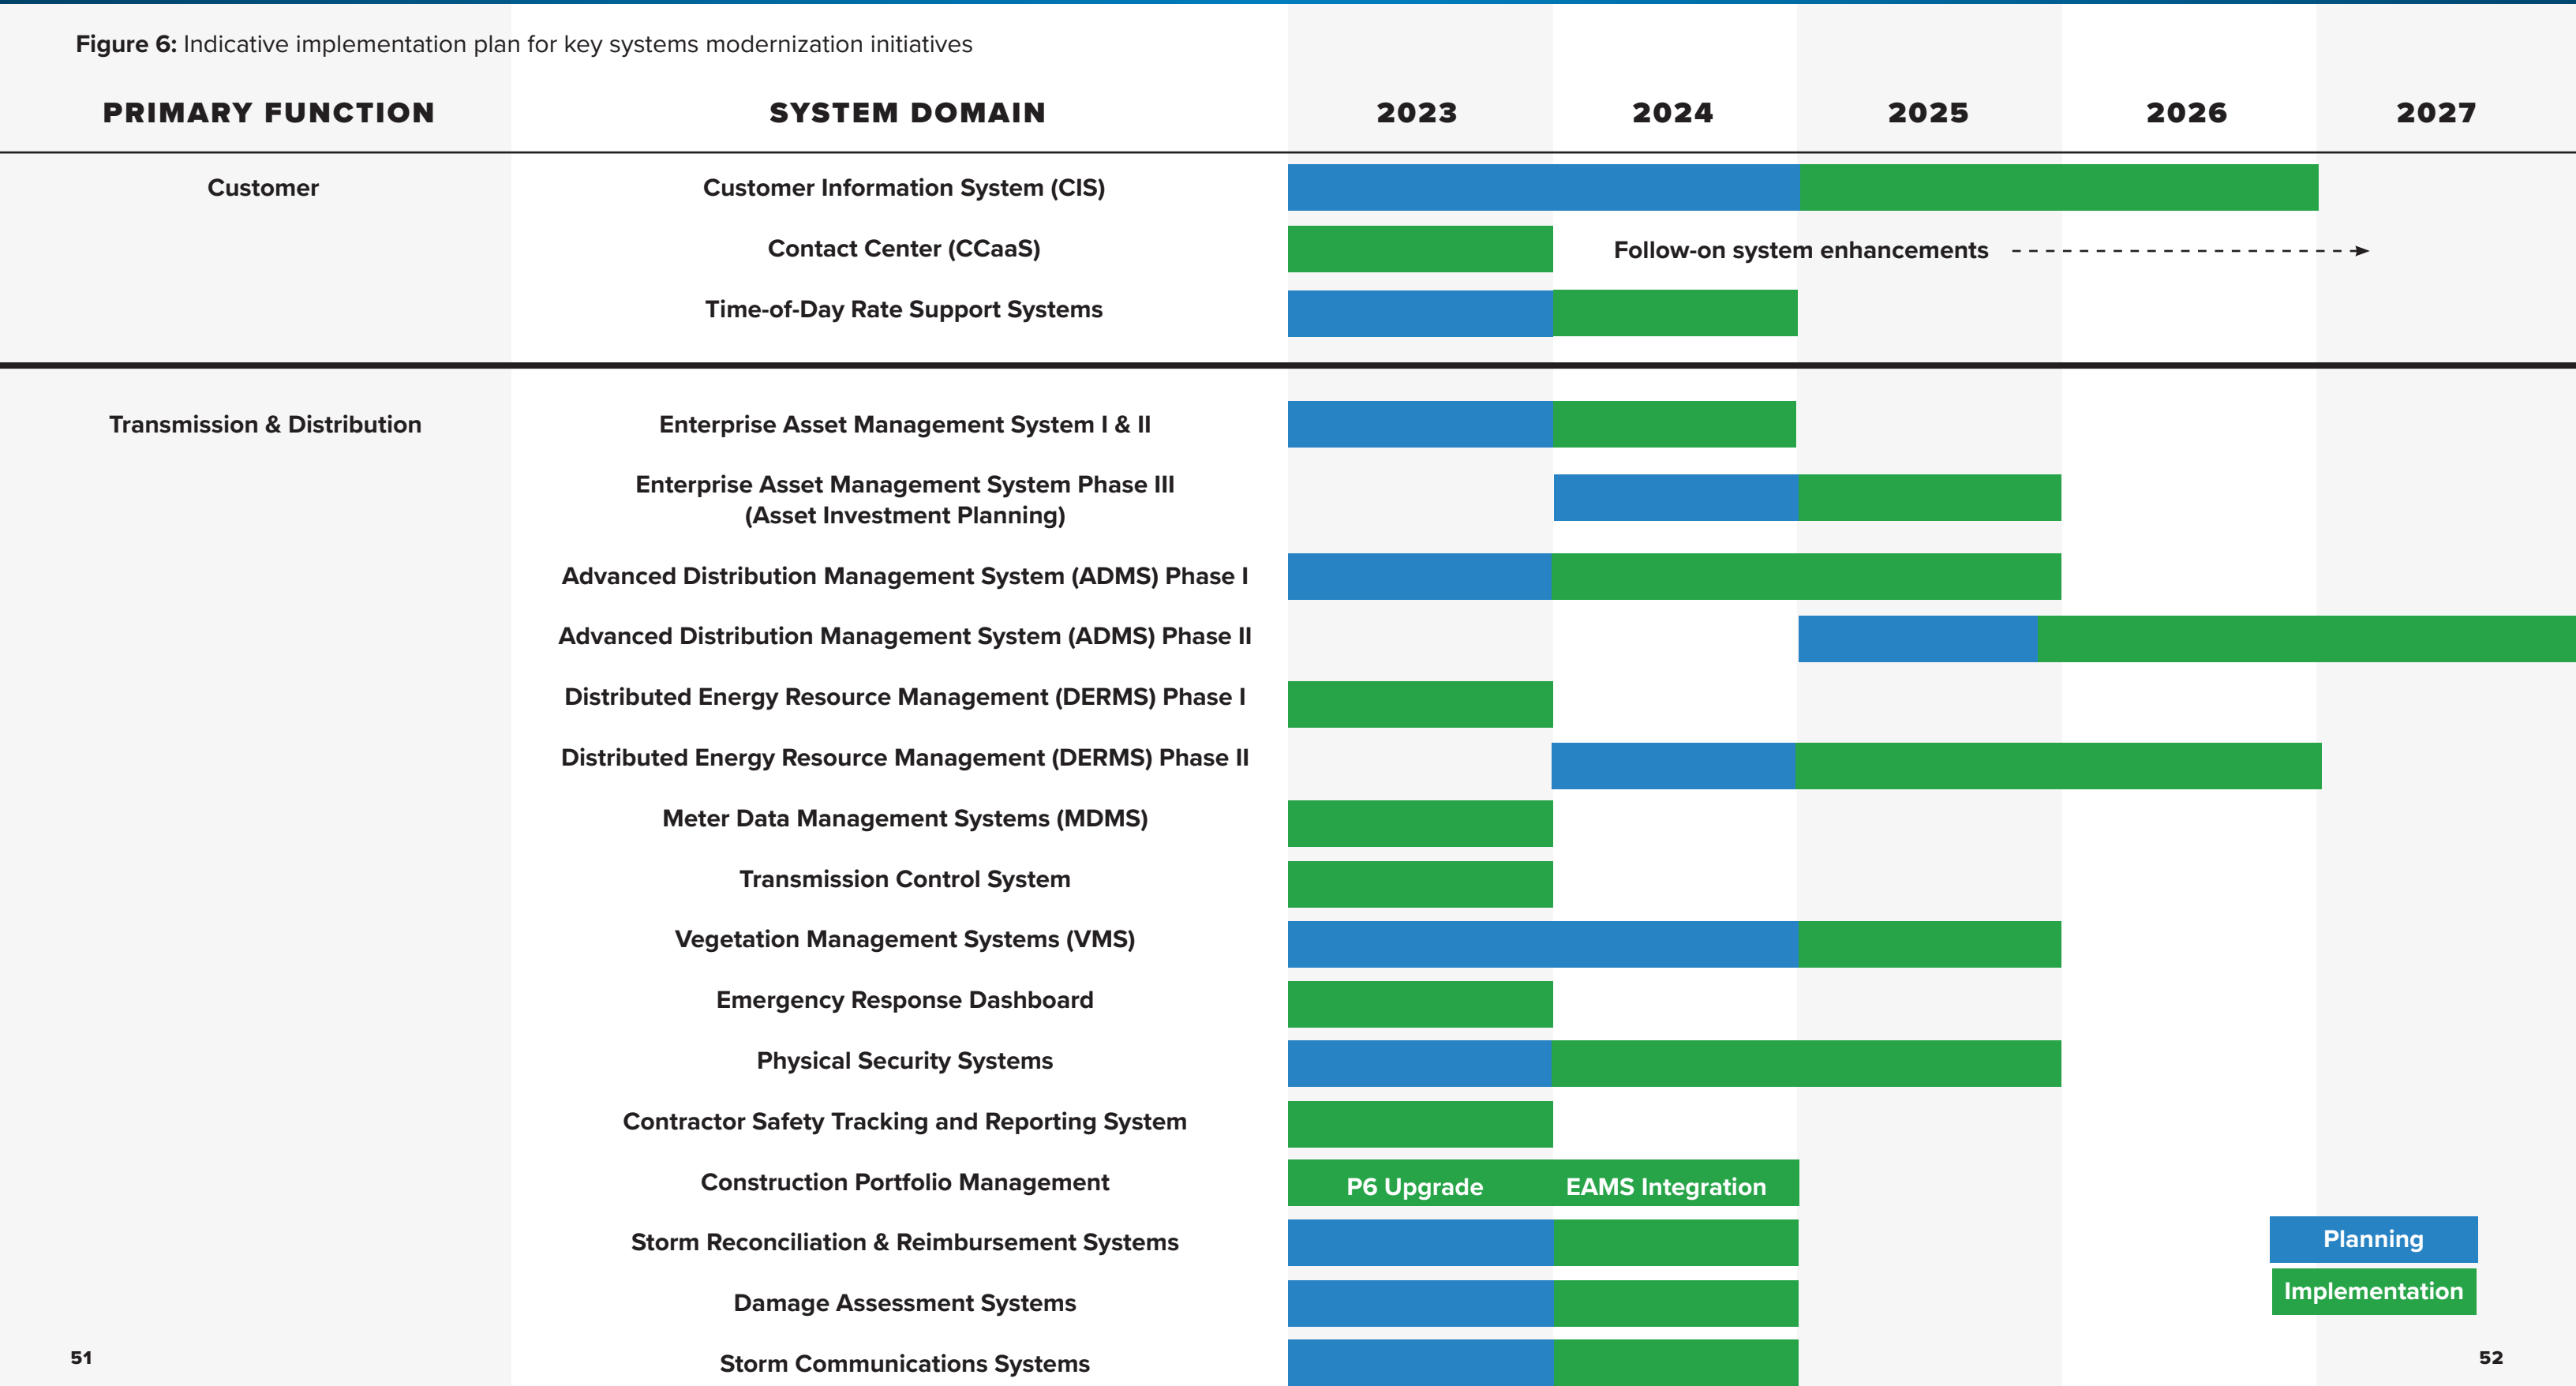 Figure 6: Indicative implementation plan for key systems modernization initiatives
PRIMARY FUNCTION SYSTEM DOMAIN 2023 2024 2025 2026 2027
Customer Customer Information System (CIS)
Contact Center (CCaaS) Follow-on system enhancements
Time-of-Day Rate Support Systems
Transmission & Distribution Enterprise Asset Management System I & II
Enterprise Asset Management System Phase III
(Asset Investment Planning)
Advanced Distribution Management System (ADMS) Phase I
Advanced Distribution Management System (ADMS) Phase II
Distributed Energy Resource Management (DERMS) Phase I
Distributed Energy Resource Management (DERMS) Phase II
Meter Data Management Systems (MDMS)
Transmission Control System
Vegetation Management Systems (VMS)
Emergency Response Dashboard
Physical Security Systems
Contractor Safety Tracking and Reporting System
Construction Portfolio Management P6 Upgrade EAMS Integration
Storm Reconciliation & Reimbursement Systems Planning
Damage Assessment Systems Implementation
Storm Communications Systems
51 52